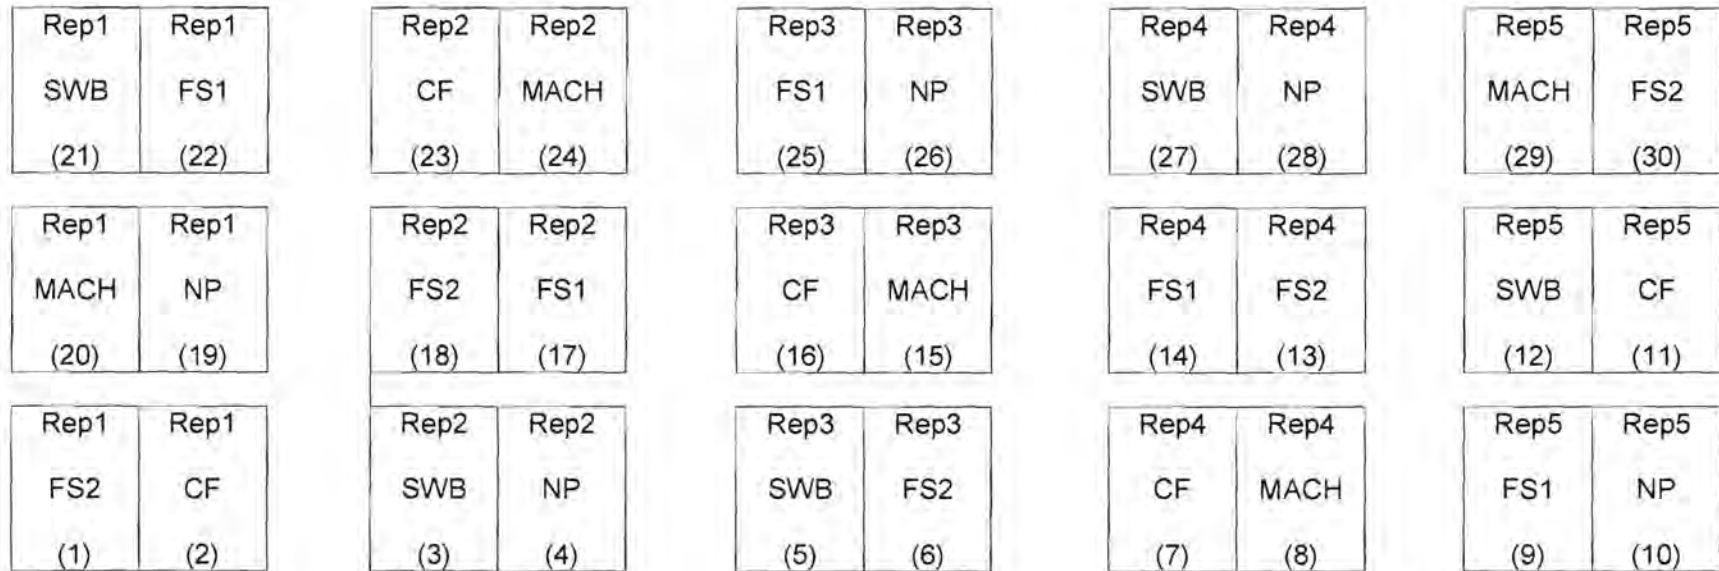 Rep1 Rep1 Rep2 Rep2 Rep3 Rep3 Rep4 Rep4 Rep5 Rep5
SWB FS1 CF MACH FS1 NP SWB NP MACH FS2
(21) (22) (23) (24) (25) (26) (27) (28) (29) (30)
Rep1 Rep1 Rep2 Rep2 Rep3 Rep3 Rep4 Rep4 Rep5 Rep5
MACH NP FS2 FS1 CF MACH FS1 FS2 SWB CF
(20) (19) (18) (17) (16) (15) (14) (13) (12) (11)
Rep1 Rep1 Rep2 Rep2 Rep3 Rep3 Rep4 Rep4 Rep5 Rep5
FS2 CF SWB NP SWB FS2 CF MACH FS1 NP
(1) (2) (3) (4) (5) (6) (7) (8) (9) (10)